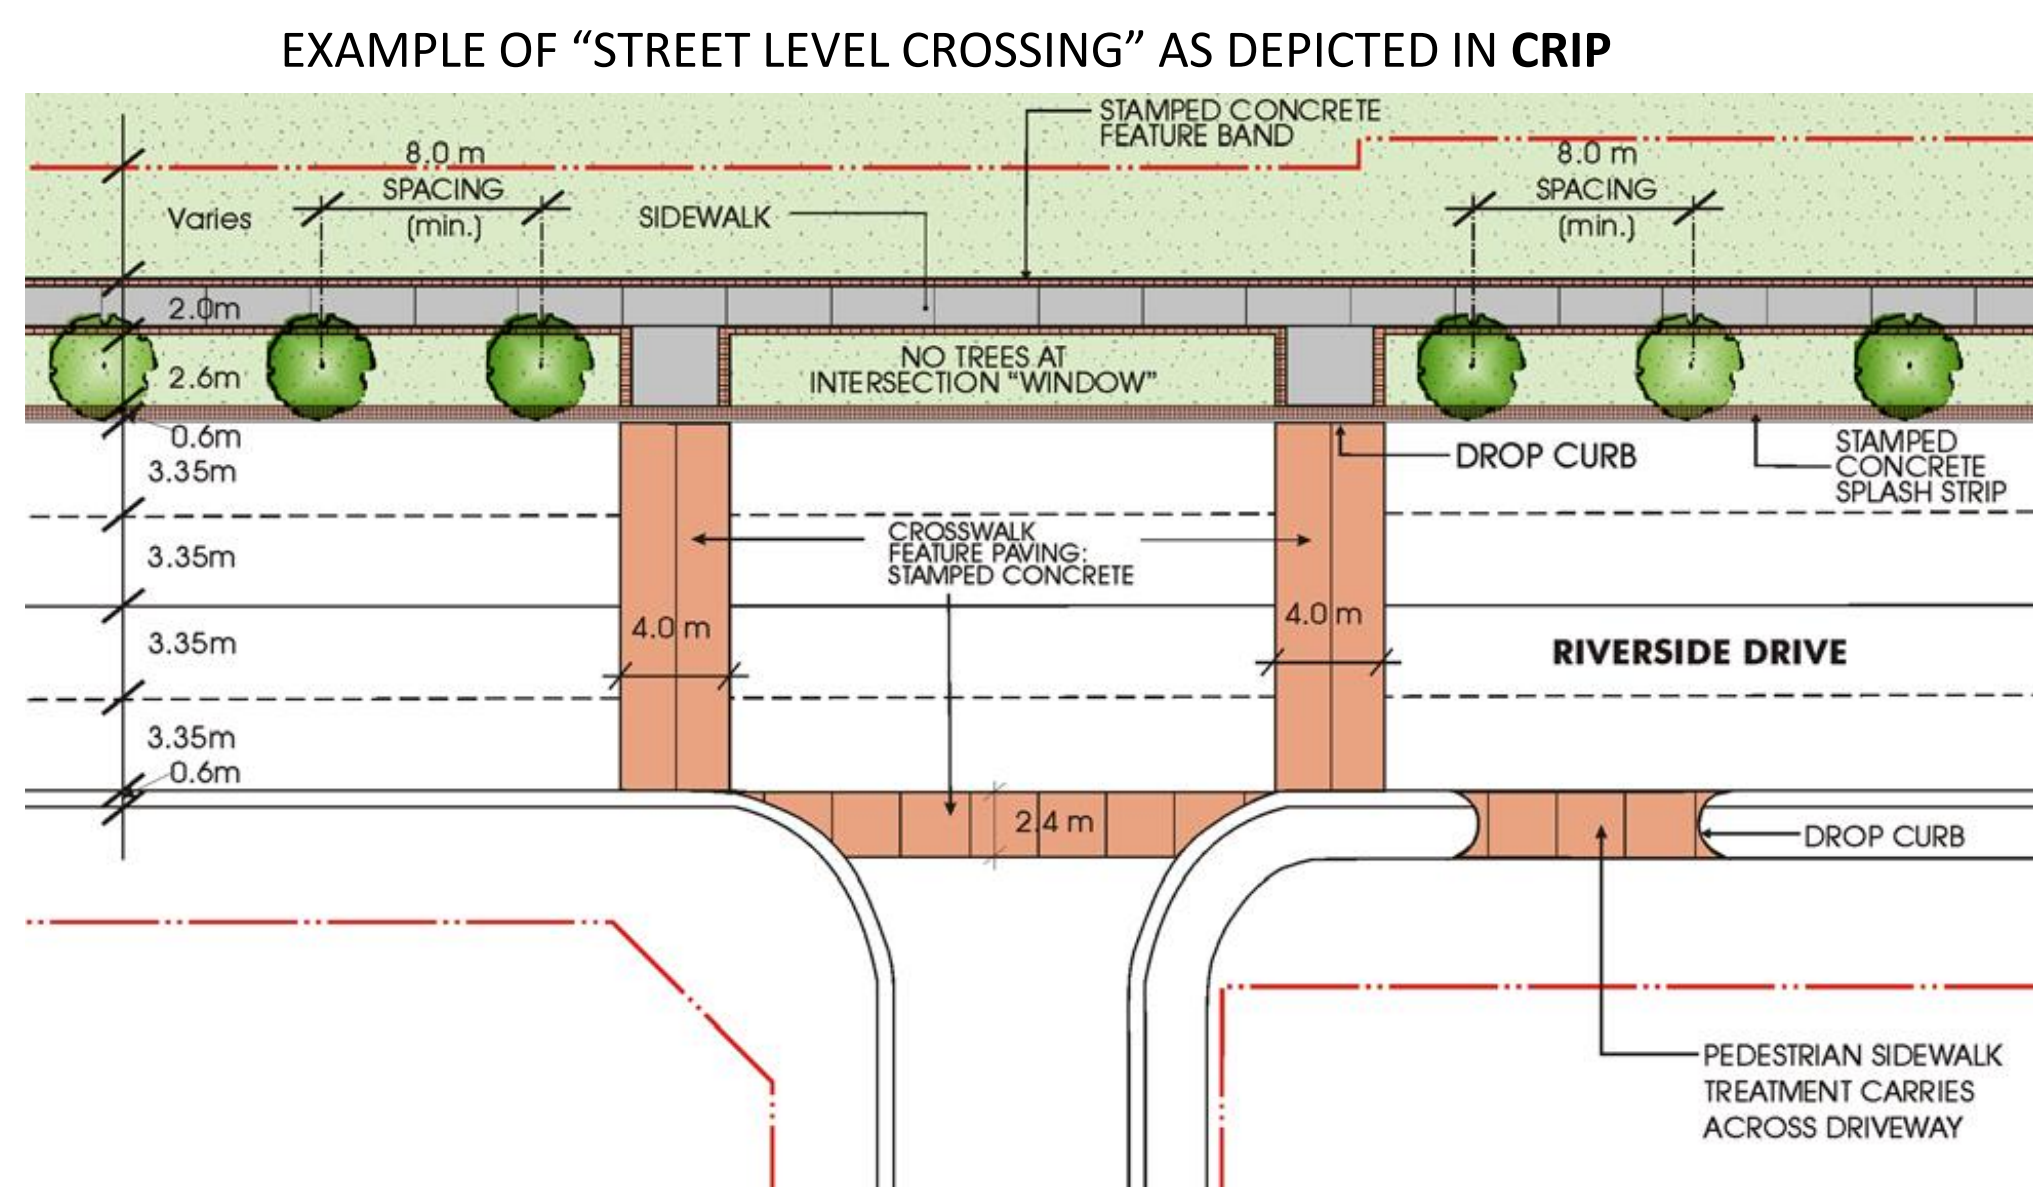 EXAMPLE OF “STREET LEVEL CROSSING” AS DEPICTED IN CRIP
STAMPED CONCRETE
FEATURE BAND
8.0 m
SPACING
(min.)
8.0 m
SPACING
(min.)
Varies
SIDEWALK
2.0m
2.6m
NO TREES AT
INTERSECTION “WINDOW”
0.6m
3.35m
DROP CURB
STAMPED
CONCRETE
SPLASH STRIP
CROSSWALK
FEATURE PAVING:
STAMPED CONCRETE
3.35m
4.0 m
4.0 m
3.35m
RIVERSIDE DRIVE
3.35m
0.6m
2.4 m
DROP CURB
PEDESTRIAN SIDEWALK
TREATMENT CARRIES
ACROSS DRIVEWAY